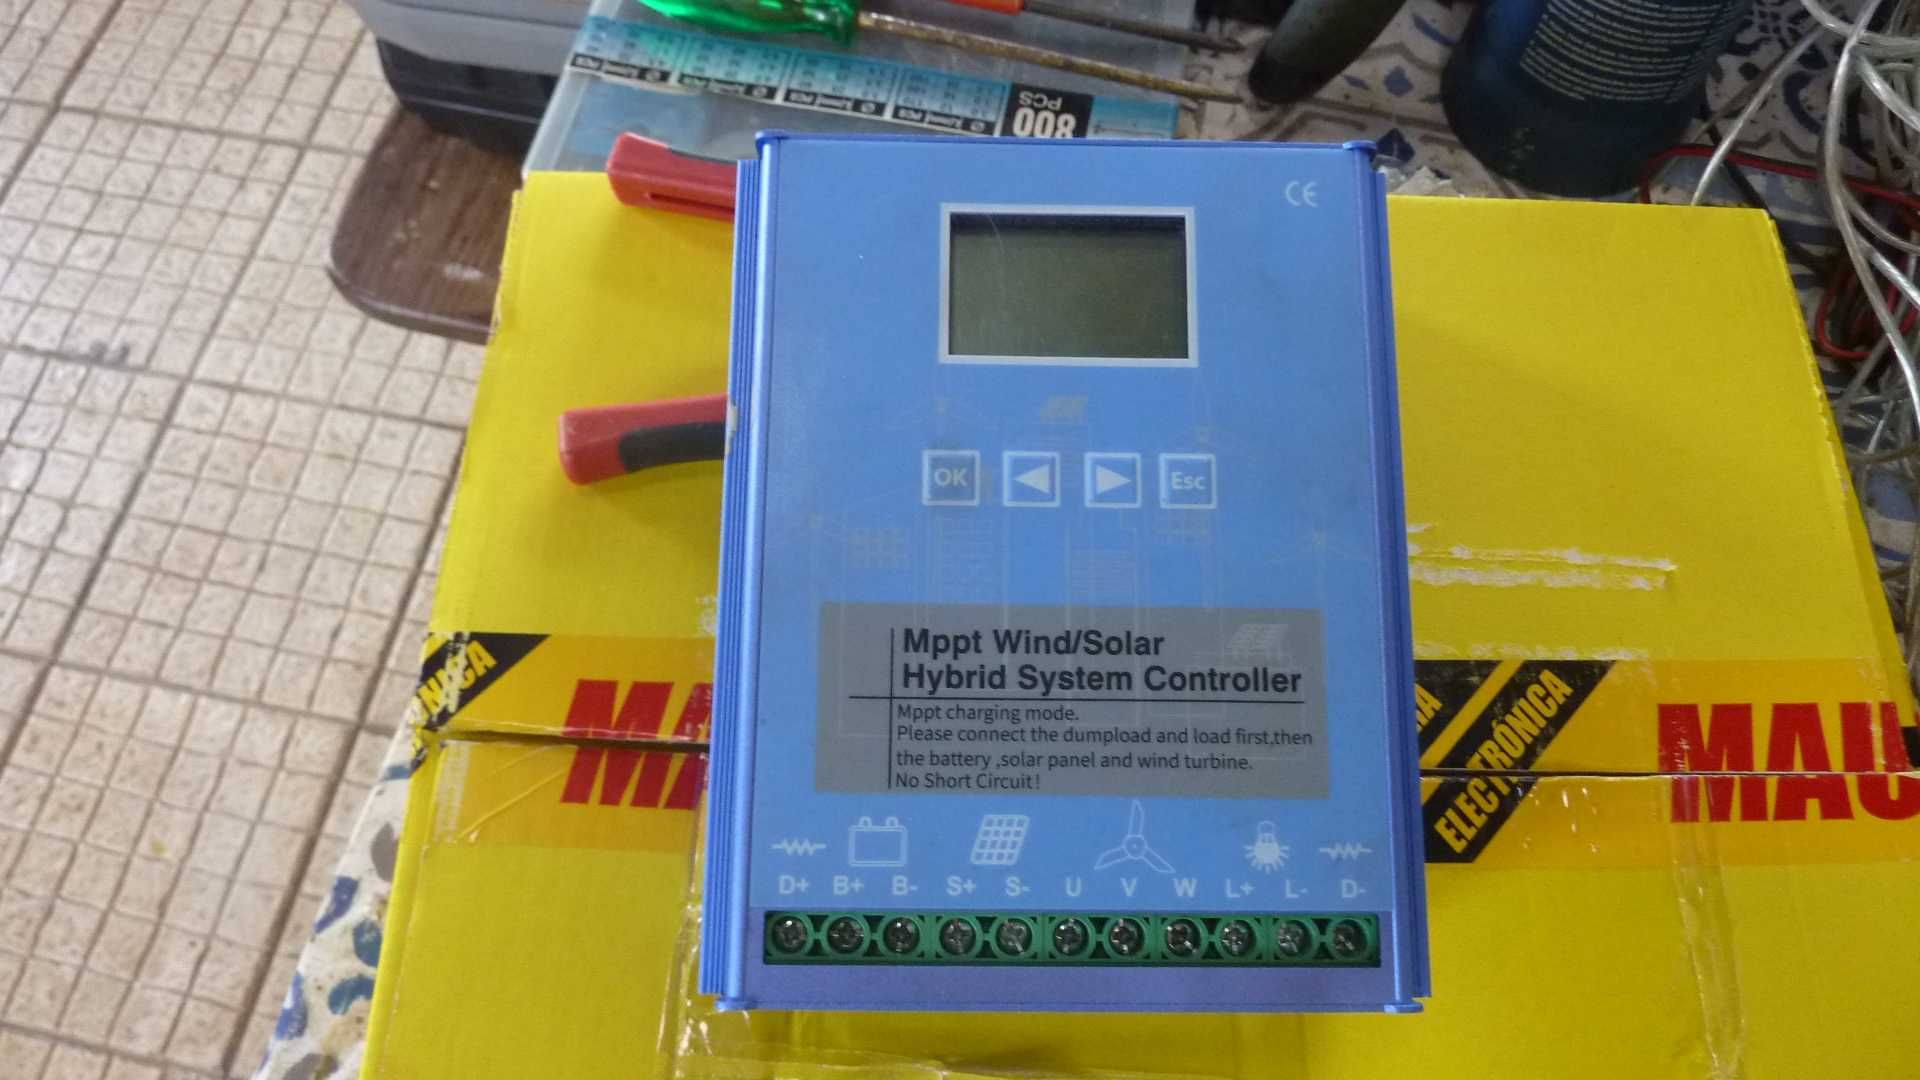 800
PCS
CE
OK
Esc
Mppt Wind/Solar
Hybrid System Controller
Mppt charging mode.
Please connect the dumpload and load first,then
the battery ,solar panel and wind turbine.
No Short Circuit!
D+ B+ B- S+ S- U V W L+ L- D-
MA
MAU
ELECTRÓNICA